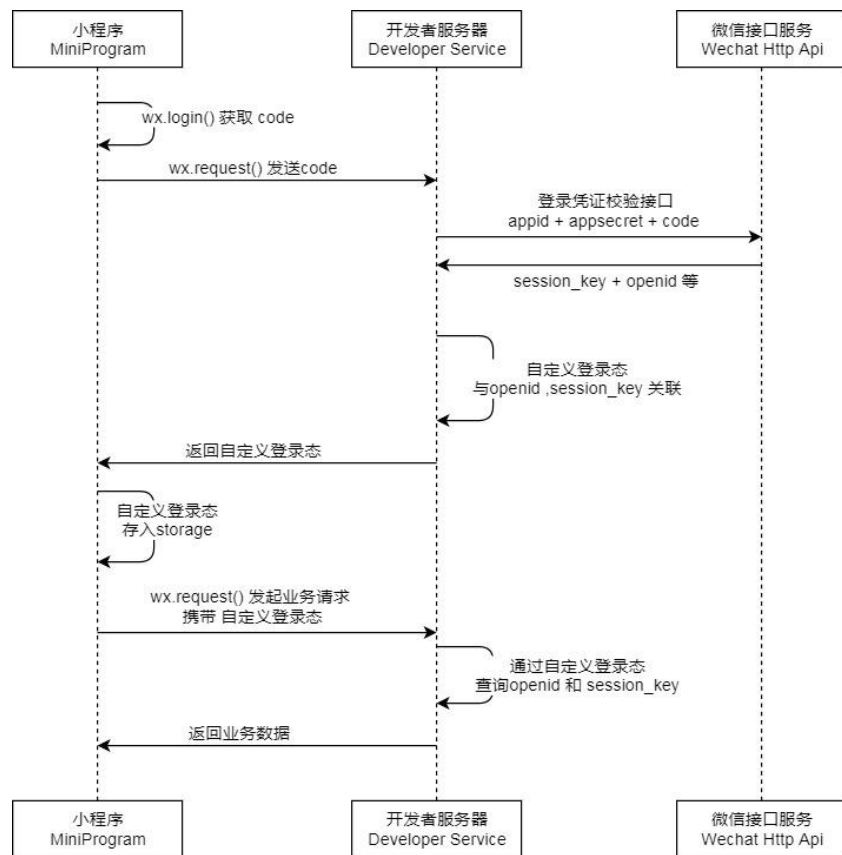 小程序
MiniProgram
开发者服务器
Developer Service
微信接口服务
Wechat Http Api
wx.login() 获取 code
wx.request() 发送code
登录凭证校验接口
appid + appsecret + code
session_key + openid 等
自定义登录态
与openid ,session_key 关联
返回自定义登录态
自定义登录态
存入storage
wx.request() 发起业务请求
携带 自定义登录态
通过自定义登录态
查询openid 和 session_key
返回业务数据
小程序
MiniProgram
开发者服务器
Developer Service
微信接口服务
Wechat Http Api